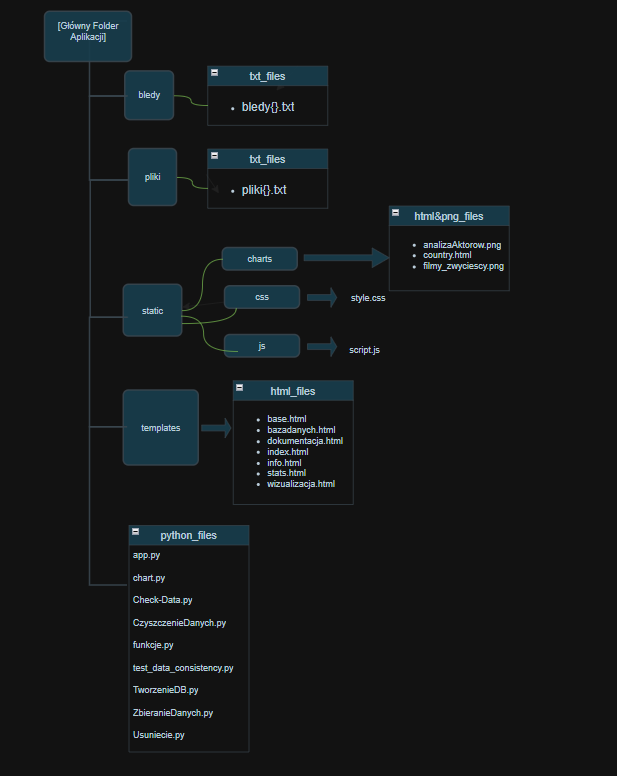 [Główny Folder
Aplikacji]
bledy
txt_files
bledy{}.txt
pliki
txt_files
pliki{}.txt
static
charts
html&png_files
analizaAktorow.png
country.html
filmy_zwyciescy.png
css
style.css
js
script.js
templates
html_files
base.html
bazadanych.html
dokumentacja.html
index.html
info.html
stats.html
wizualizacja.html
python_files
app.py
chart.py
Check-Data.py
CzyszczenieDanych.py
funkcje.py
test_data_consistency.py
TworzenieDB.py
ZbieranieDanych.py
Usuniecie.py